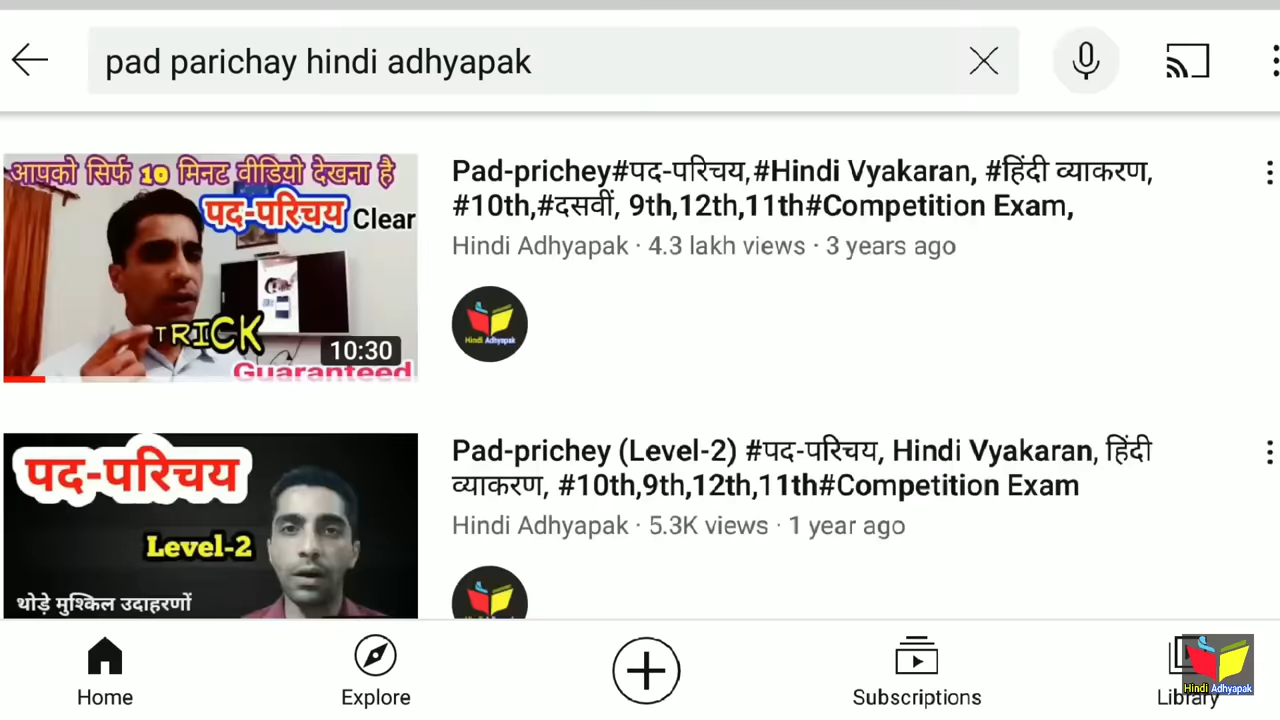 pad parichay hindi adhyapak
आपको सिर्फ 10 मिनट वीडियो देखना है
पद-परिचय Clear
TRICK
10:30
Guaranteed
Pad-prichey#पद-परिचय,#Hindi Vyakaran, #हिंदी व्याकरण,
#10th,#दसवीं, 9th,12th,11th#Competition Exam,
Hindi Adhyapak · 4.3 lakh views · 3 years ago
Hindi Adhyapak
पद-परिचय
Level-2
थोड़े मुश्किल उदाहरणों
Pad-prichey (Level-2) #पद-परिचय, Hindi Vyakaran, हिंदी
व्याकरण, #10th,9th,12th,11th#Competition Exam
Hindi Adhyapak · 5.3K views · 1 year ago
Home
Explore
Subscriptions
Library
Hindi Adhyapak